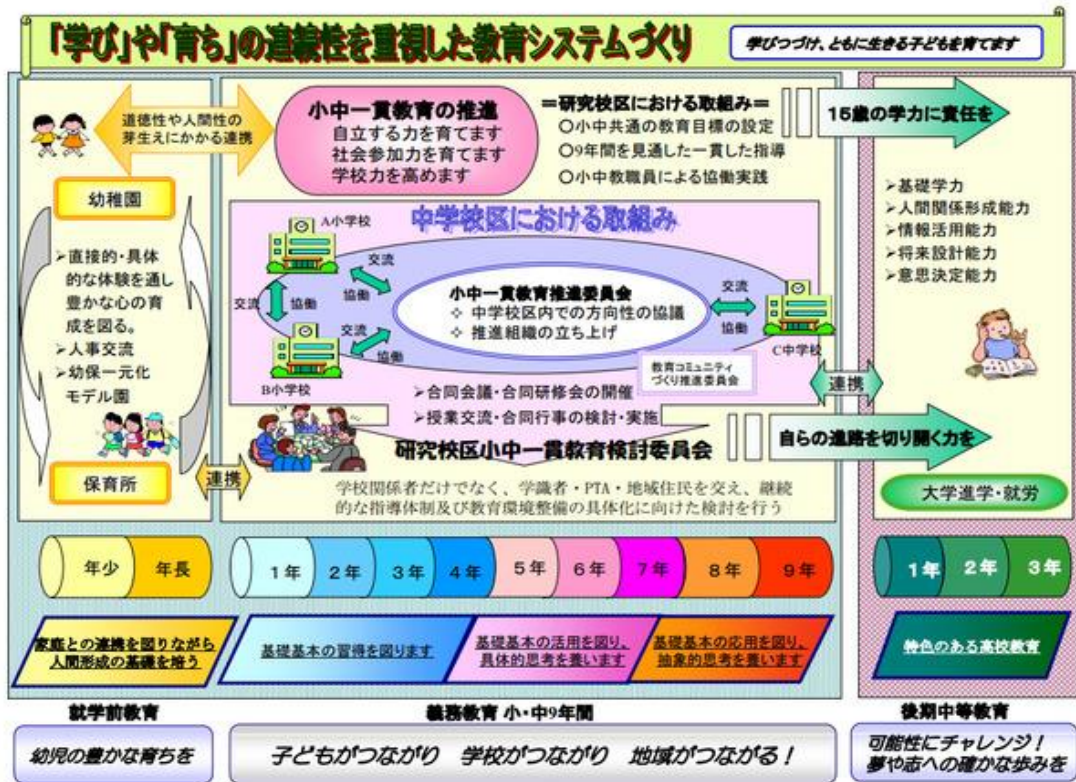 「学び」や「育ち」の連続性を重視した教育システムづくり
学びつづけ、ともに生きる子どもを育てます
道徳性や人間性の
芽生えにかかる連携
小中一貫教育の推進
自立する力を育てます
社会参加力を育てます
学校力を高めます
＝研究校区における取組み＝
○小中共通の教育目標の設定
○9年間を見通した一貫した指導
○小中教職員による協働実践
15歳の学力に責任を
幼稚園
➢直接的・具体
的な体験を通し
豊かな心の育
成を図る。
➢人事交流
➢幼保一元化
モデル園
保育所
連携
中学校区における取組み
A小学校
交流
協働
交流
協働
交流
協働
B小学校
小中一貫教育推進委員会
❖ 中学校区内での方向性の協議
❖ 推進組織の立ち上げ
交流
協働
C中学校
教育コミュニティ
づくり推進委員会
連携
➢合同会議・合同研修会の開催
➢授業交流・合同行事の検討・実施
研究校区小中一貫教育検討委員会
学校関係者だけでなく、学識者・PTA・地域住民を交え、継続
的な指導体制及び教育環境整備の具体化に向けた検討を行う
➢基礎学力
➢人間関係形成能力
➢情報活用能力
➢将来設計能力
➢意思決定能力
自らの進路を切り開く力を
大学進学・就労
年少 年長
1年 2年 3年 4年 5年 6年 7年 8年 9年
1年 2年 3年
家庭との連携を図りながら
人間形成の基礎を培う
基礎基本の習得を図ります
基礎基本の活用を図り、
具体的思考を養います
基礎基本の応用を図り、
抽象的思考を養います
特色のある高校教育
就学前教育
義務教育 小・中9年間
後期中等教育
幼児の豊かな育ちを
子どもがつながり 学校がつながり 地域がつながる！
可能性にチャレンジ！
夢や志への確かな歩みを